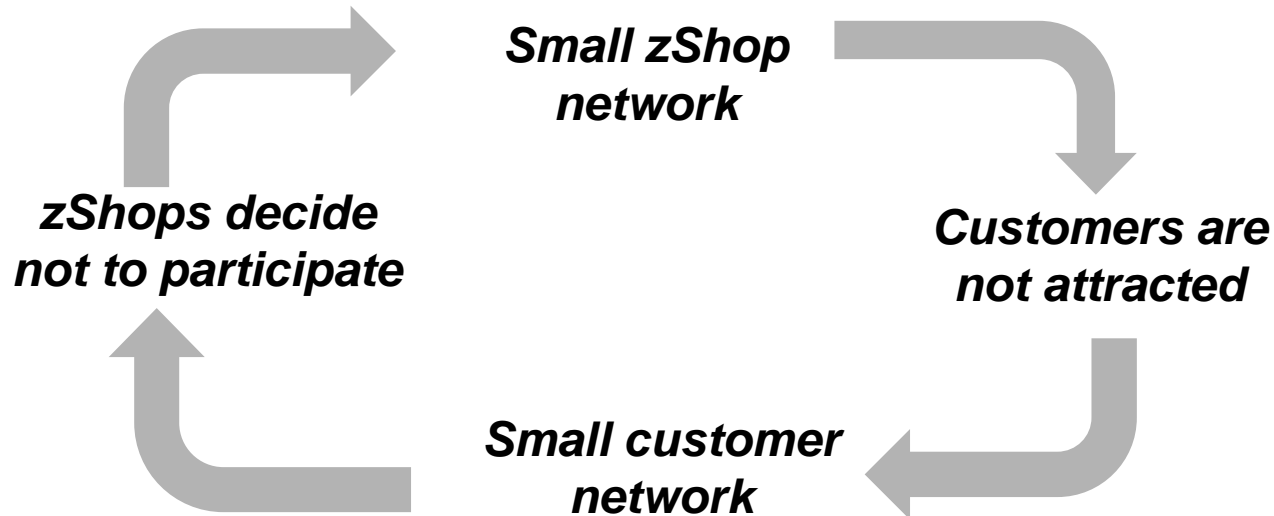 Small zShop
network
zShops decide
not to participate
Customers are
not attracted
Small customer
network